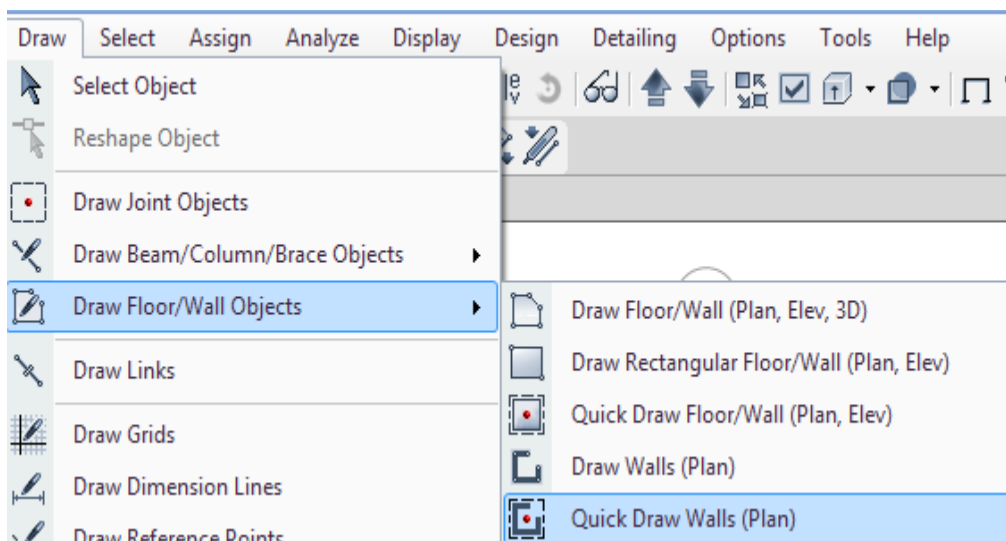 Draw Select Assign Analyze Display Design Detailing Options Tools Help
Select Object
Reshape Object
Draw Joint Objects
Draw Beam/Column/Brace Objects
Draw Floor/Wall Objects
Draw Links
Draw Grids
Draw Dimension Lines
Draw Reference Points
Draw Floor/Wall (Plan, Elev, 3D)
Draw Rectangular Floor/Wall (Plan, Elev)
Quick Draw Floor/Wall (Plan, Elev)
Draw Walls (Plan)
Quick Draw Walls (Plan)